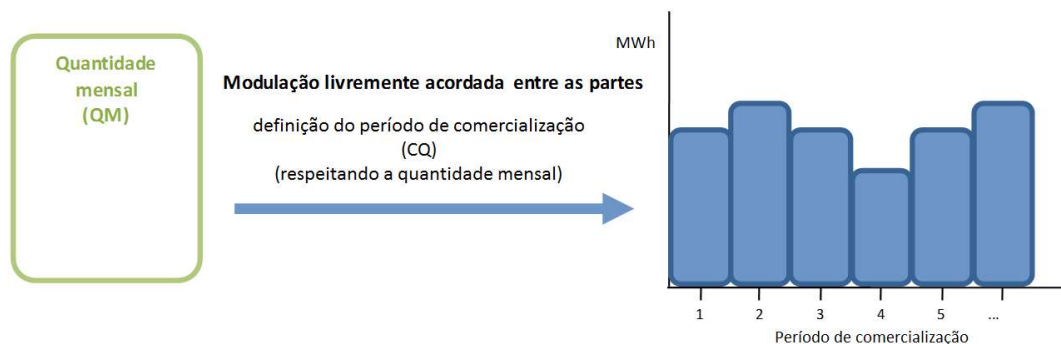 Quantidade
mensal
(QM)
Modulação livremente acordada entre as partes
definição do período de comercialização
(CQ)
(respeitando a quantidade mensal)
MWh
1 2 3 4 5 ...
Período de comercialização